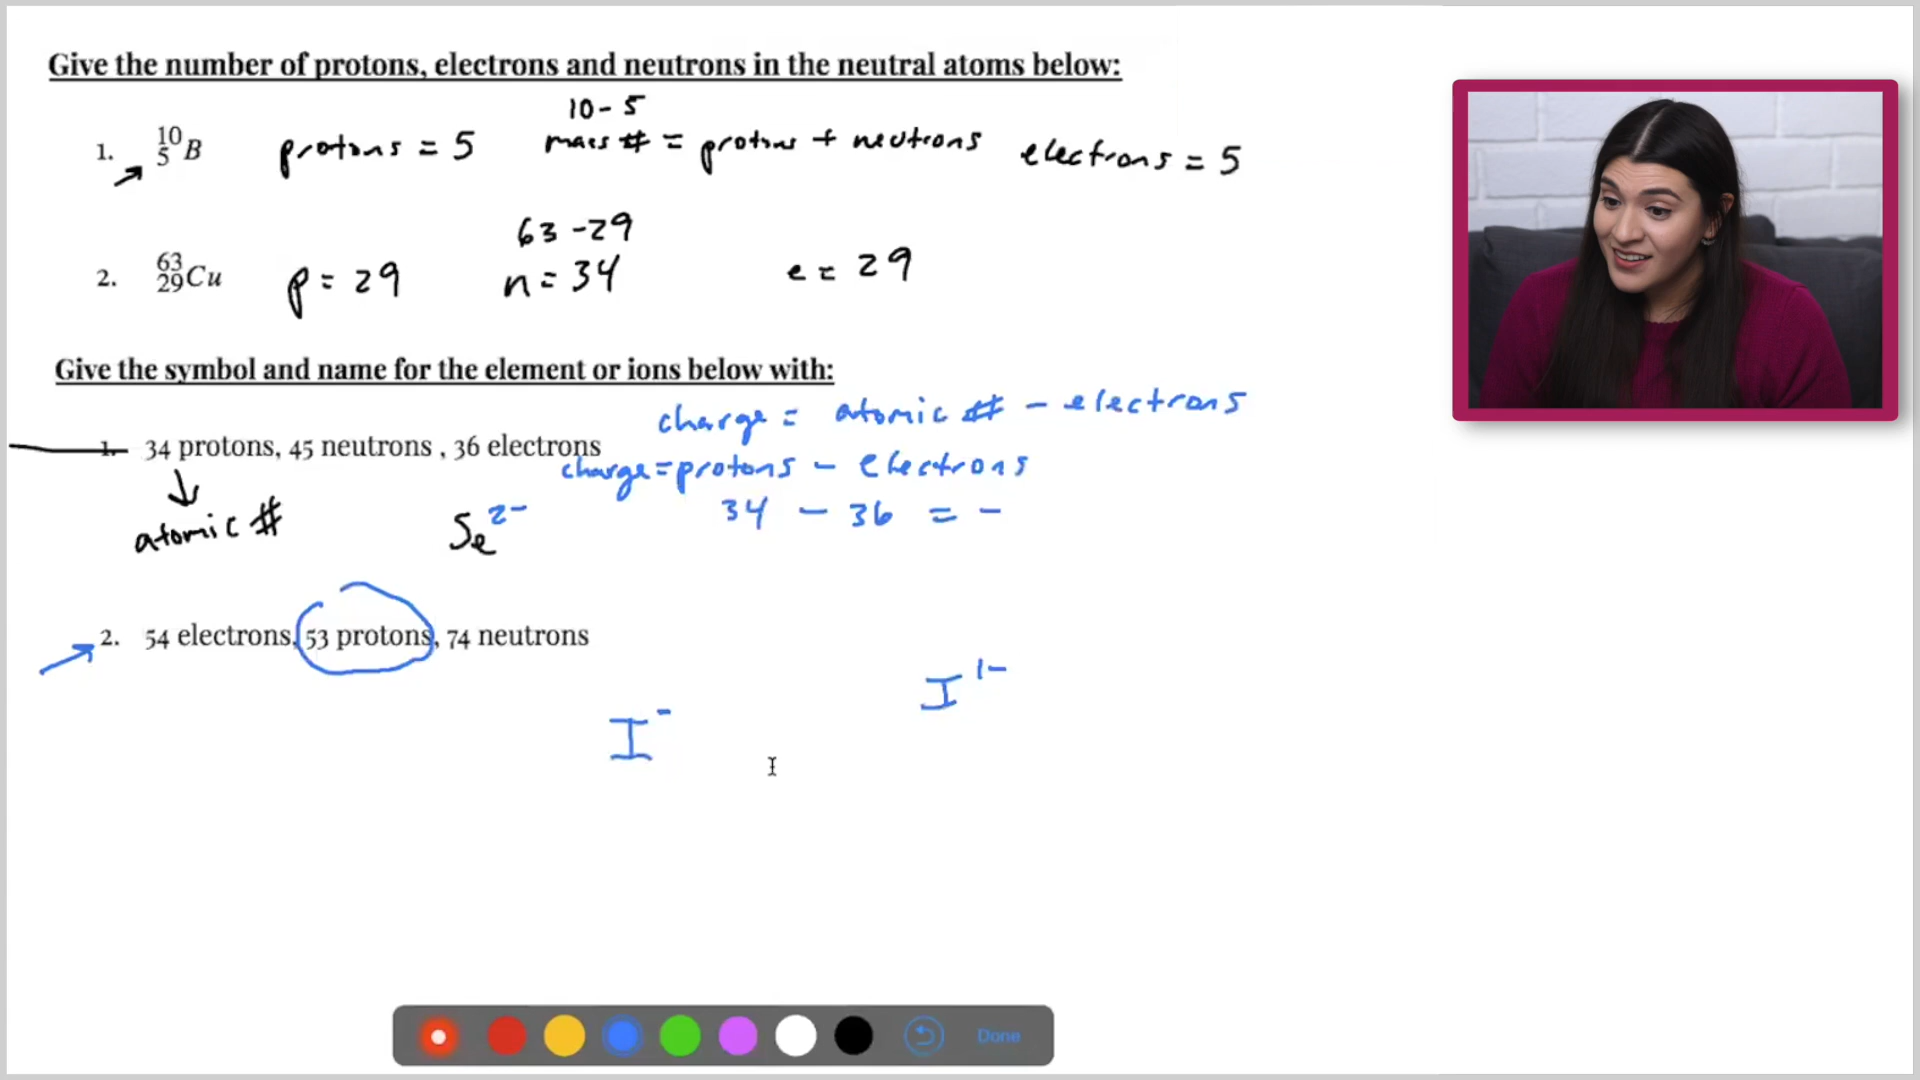 Give the number of protons, electrons and neutrons in the neutral atoms below:
10 - 5
1. ¹⁰₅B protons = 5 mass # = protons + neutrons electrons = 5
63 - 29
2. ⁶³₂₉Cu p = 29 n = 34 e = 29
Give the symbol and name for the element or ions below with:
charge = atomic # - electrons
1. 34 protons, 45 neutrons , 36 electrons
charge = protons - electrons
34 - 36 = -
atomic # Se²⁻
2. 54 electrons, 53 protons, 74 neutrons
I¹⁻
I⁻
Done